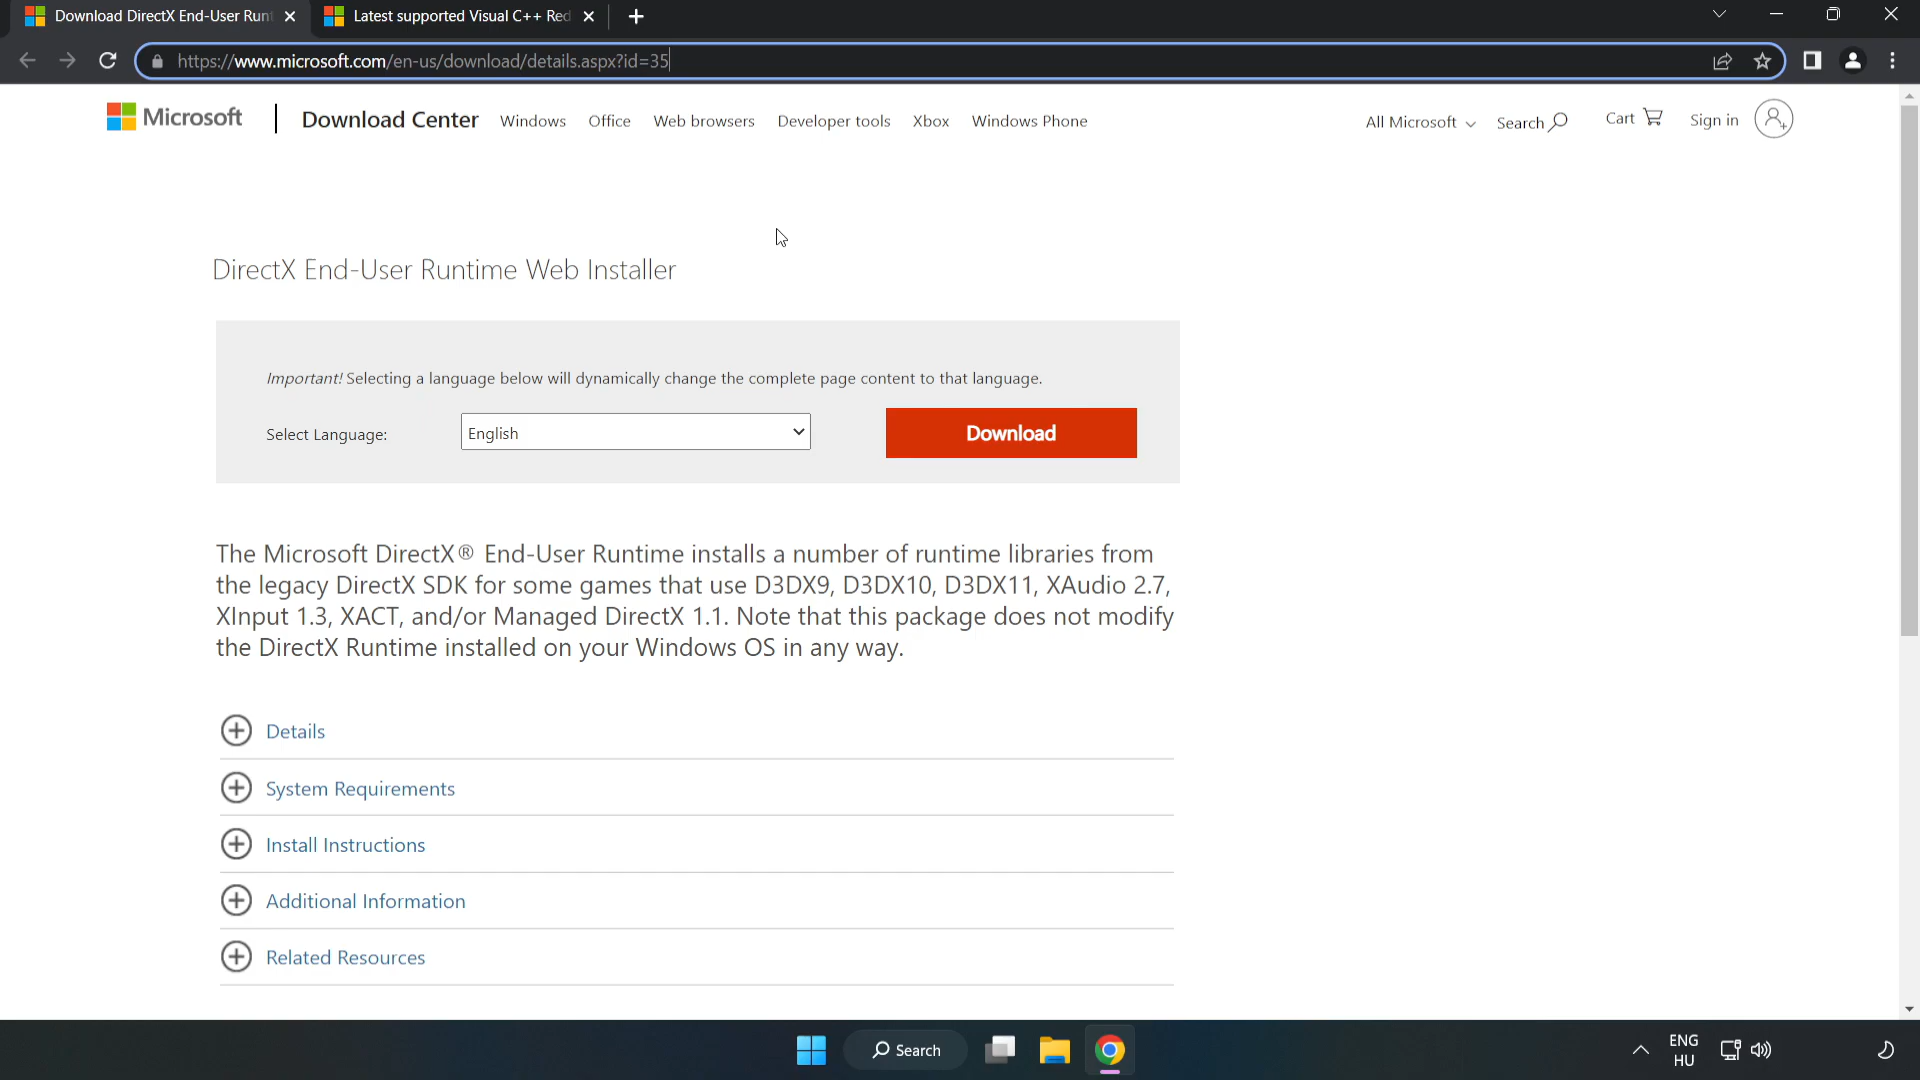 Download DirectX End-User Runt
Latest supported Visual C++ Red
https://www.microsoft.com/en-us/download/details.aspx?id=35
Microsoft
Download Center
Windows
Office
Web browsers
Developer tools
Xbox
Windows Phone
All Microsoft
Search
Cart
Sign in
DirectX End-User Runtime Web Installer
Important! Selecting a language below will dynamically change the complete page content to that language.
Select Language:
English
Download
The Microsoft DirectX® End-User Runtime installs a number of runtime libraries from
the legacy DirectX SDK for some games that use D3DX9, D3DX10, D3DX11, XAudio 2.7,
XInput 1.3, XACT, and/or Managed DirectX 1.1. Note that this package does not modify
the DirectX Runtime installed on your Windows OS in any way.
Details
System Requirements
Install Instructions
Additional Information
Related Resources
Search
ENG
HU